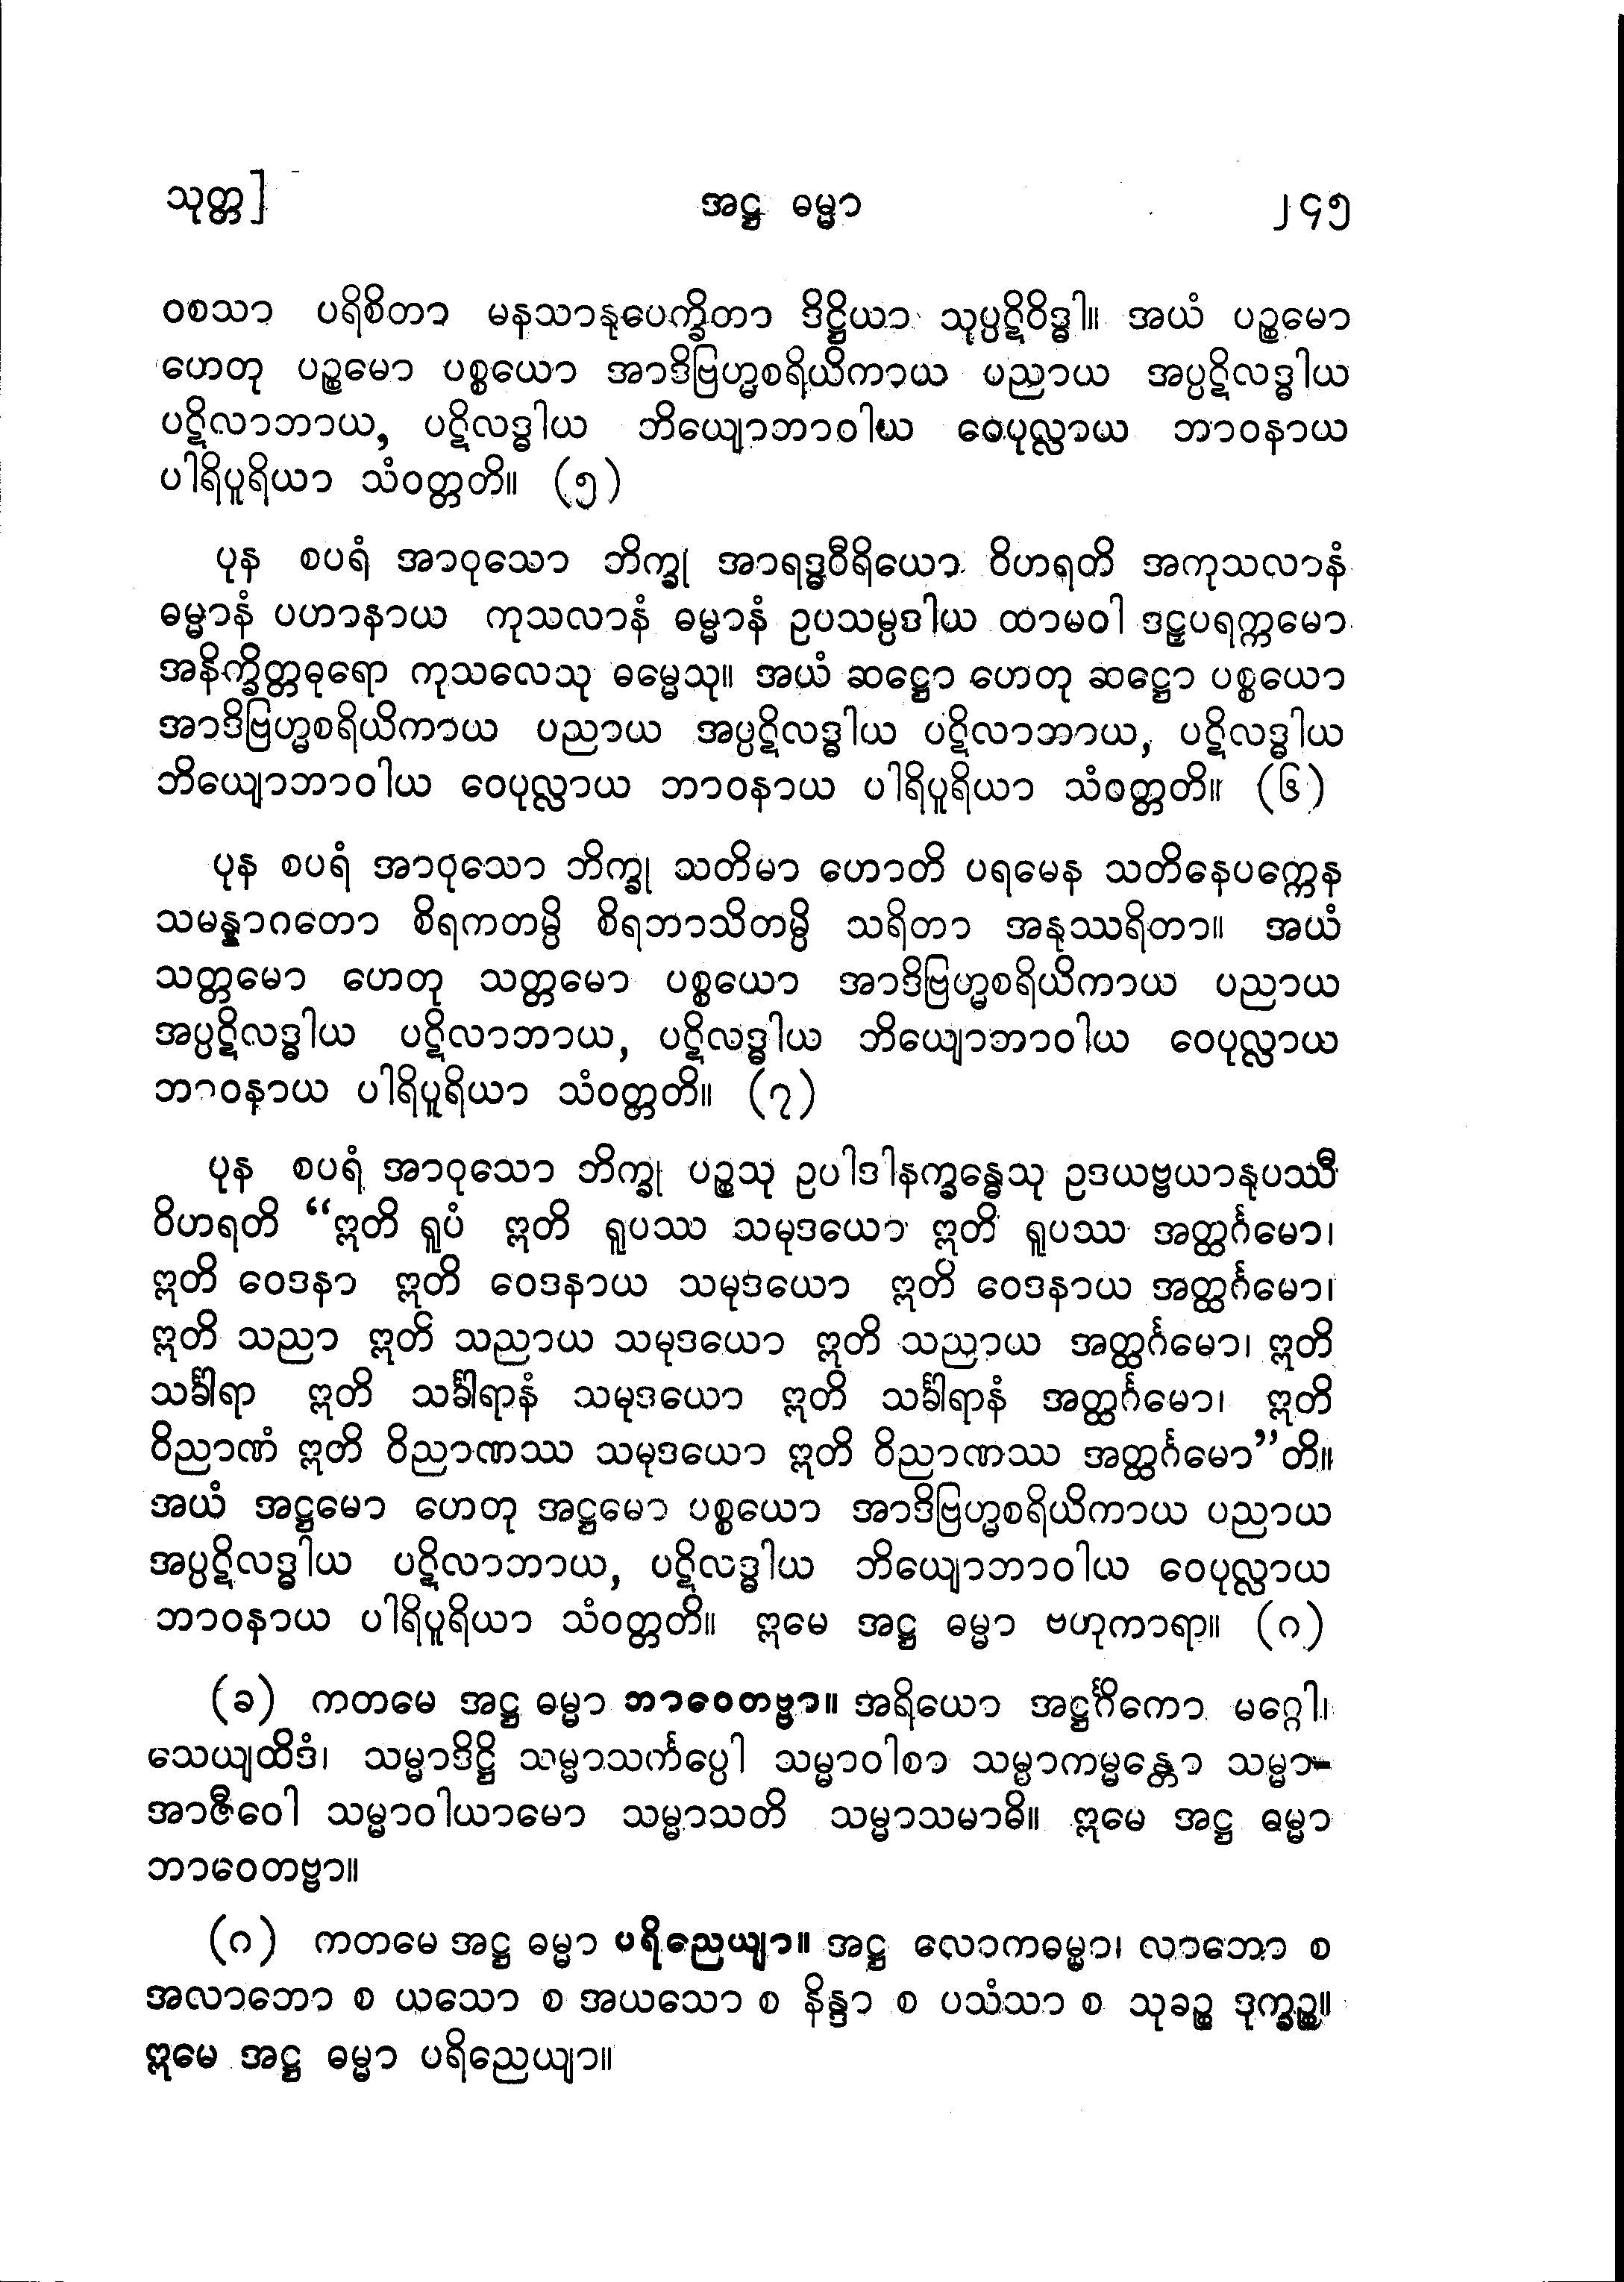 သုတ္တ] အဋ္ဌ ဓမ္မာ ၂၄၅
ဝစသာ ပရိစိတာ မနသာနုပေက္ခိတာ ဒိဋ္ဌိယာ သုပ္ပဋိဝိဒ္ဓါ။ အယံ ပဉ္စမော
ဟေတု ပဉ္စမော ပစ္စယော အာဒိဗြဟ္မစရိယိကာယ ပညာယ အပ္ပဋိလဒ္ဓါယ
ပဋိလာဘာယ, ပဋိလဒ္ဓါယ ဘိယျောဘာဝါယ ဝေပုလ္လာယ ဘာဝနာယ
ပါရိပူရိယာ သံဝတ္တတိ။ (၅)
ပုန စပရံ အာဝုသော ဘိက္ခု အာရဒ္ဓဝီရိယော ဝိဟရတိ အကုသလာနံ
ဓမ္မာနံ ပဟာနာယ ကုသလာနံ ဓမ္မာနံ ဥပသမ္ပဒါယ ထာမဝါ ဒဠှပရက္ကမော
အနိက္ခိတ္တဓုရော ကုသလေသု ဓမ္မေသု။ အယံ ဆဋ္ဌော ဟေတု ဆဋ္ဌော ပစ္စယော
အာဒိဗြဟ္မစရိယိကာယ ပညာယ အပ္ပဋိလဒ္ဓါယ ပဋိလာဘာယ, ပဋိလဒ္ဓါယ
ဘိယျောဘာဝါယ ဝေပုလ္လာယ ဘာဝနာယ ပါရိပူရိယာ သံဝတ္တတိ။ (၆)
ပုန စပရံ အာဝုသော ဘိက္ခု သတိမာ ဟောတိ ပရမေန သတိနေပက္ကေန
သမန္နာဂတော စိရကတမ္ပိ စိရဘာသိတမ္ပိ သရိတာ အနုဿရိတာ။ အယံ
သတ္တမော ဟေတု သတ္တမော ပစ္စယော အာဒိဗြဟ္မစရိယိကာယ ပညာယ
အပ္ပဋိလဒ္ဓါယ ပဋိလာဘာယ, ပဋိလဒ္ဓါယ ဘိယျောဘာဝါယ ဝေပုလ္လာယ
ဘာဝနာယ ပါရိပူရိယာ သံဝတ္တတိ။ (၇)
ပုန စပရံ အာဝုသော ဘိက္ခု ပဉ္စသု ဥပါဒါနက္ခန္ဓေသု ဥဒယဗ္ဗယာနုပဿီ
ဝိဟရတိ “ဣတိ ရူပံ ဣတိ ရူပဿ သမုဒယော ဣတိ ရူပဿ အတ္ထင်္ဂမော၊
ဣတိ ဝေဒနာ ဣတိ ဝေဒနာယ သမုဒယော ဣတိ ဝေဒနာယ အတ္ထင်္ဂမော၊
ဣတိ သညာ ဣတိ သညာယ သမုဒယော ဣတိ သညာယ အတ္ထင်္ဂမော၊ ဣတိ
သင်္ခါရာ ဣတိ သင်္ခါရာနံ သမုဒယော ဣတိ သင်္ခါရာနံ အတ္ထင်္ဂမော၊ ဣတိ
ဝိညာဏံ ဣတိ ဝိညာဏဿ သမုဒယော ဣတိ ဝိညာဏဿ အတ္ထင်္ဂမော”တိ။
အယံ အဋ္ဌမော ဟေတု အဋ္ဌမော ပစ္စယော အာဒိဗြဟ္မစရိယိကာယ ပညာယ
အပ္ပဋိလဒ္ဓါယ ပဋိလာဘာယ, ပဋိလဒ္ဓါယ ဘိယျောဘာဝါယ ဝေပုလ္လာယ
ဘာဝနာယ ပါရိပူရိယာ သံဝတ္တတိ။ ဣမေ အဋ္ဌ ဓမ္မာ ဗဟုကာရာ။ (၈)
(ခ) ကတမေ အဋ္ဌ ဓမ္မာ ဘာဝေတဗ္ဗာ။ အရိယော အဋ္ဌင်္ဂိကော မဂ္ဂေါ၊
သေယျထိဒံ၊ သမ္မာဒိဋ္ဌိ သမ္မာသင်္ကပ္ပေါ သမ္မာဝါစာ သမ္မာကမ္မန္တော သမ္မာ-
အာဇီဝေါ သမ္မာဝါယာမော သမ္မာသတိ သမ္မာသမာဓိ။ ဣမေ အဋ္ဌ ဓမ္မာ
ဘာဝေတဗ္ဗာ။
(ဂ) ကတမေ အဋ္ဌ ဓမ္မာ ပရိညေယျာ။ အဋ္ဌ လောကဓမ္မာ၊ လာဘော စ
အလာဘော စ ယသော စ အယသော စ နိန္ဒာ စ ပသံသာ စ သုခဉ္စ ဒုက္ခဉ္စ။
ဣမေ အဋ္ဌ ဓမ္မာ ပရိညေယျာ။